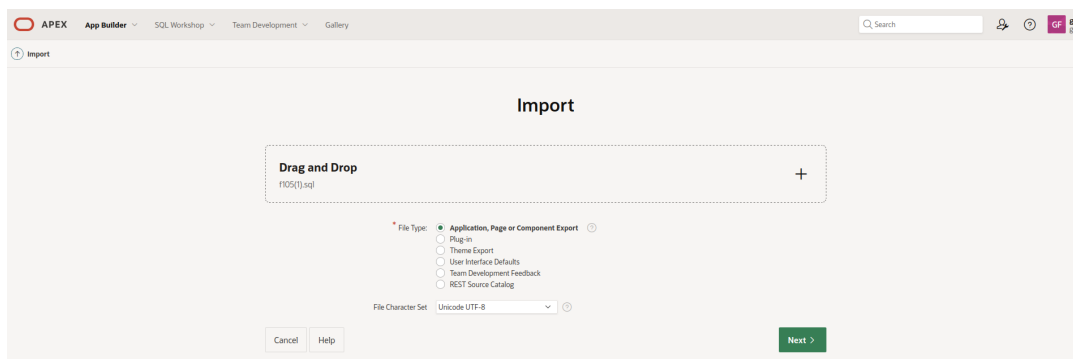 APEX App Builder SQL Workshop Team Development Gallery Search GF
Import
Import
Drag and Drop
f105(1).sql
* File Type: Application, Page or Component Export
Plug-in
Theme Export
User Interface Defaults
Team Development Feedback
REST Source Catalog
File Character Set Unicode UTF-8
Cancel Help Next >